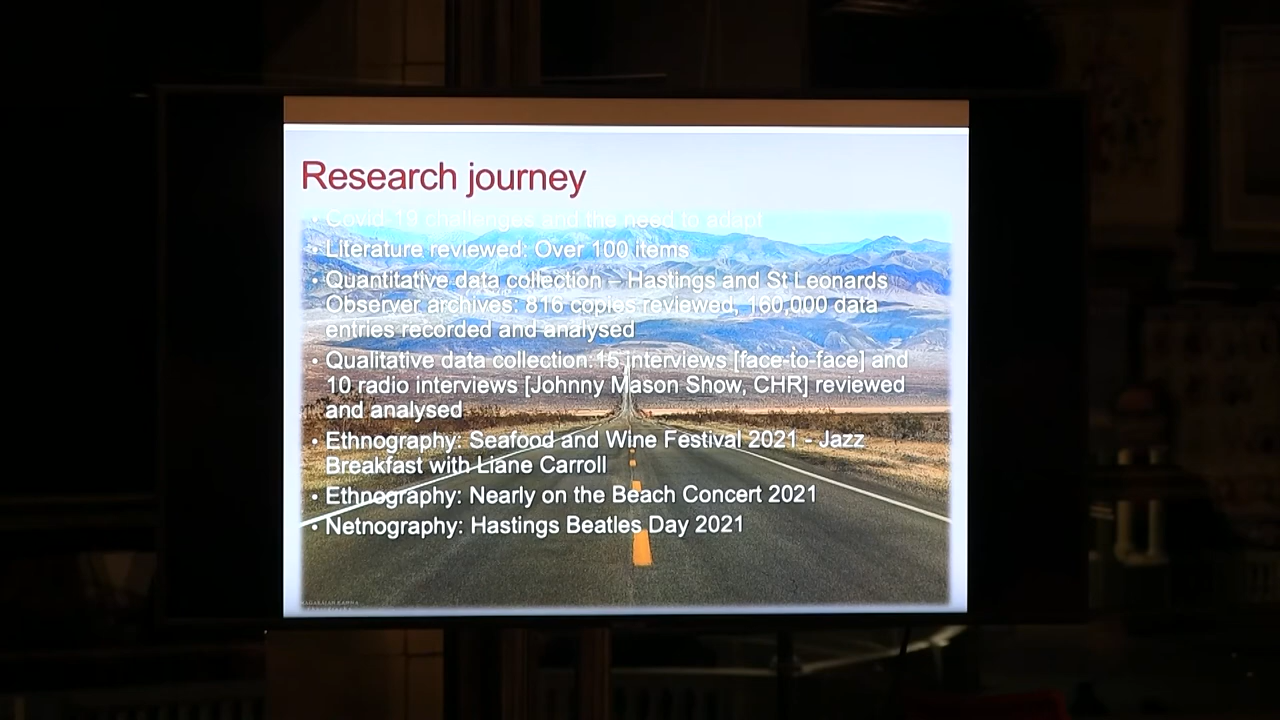 Research journey
• Covid-19 challenges and the need to adapt
• Literature reviewed: Over 100 items
• Quantitative data collection – Hastings and St Leonards
Observer archives: 816 copies reviewed, 160,000 data
entries recorded and analysed
• Qualitative data collection: 15 interviews [face-to-face] and
10 radio interviews [Johnny Mason Show, CHR] reviewed
and analysed
• Ethnography: Seafood and Wine Festival 2021 - Jazz
Breakfast with Liane Carroll
• Ethnography: Nearly on the Beach Concert 2021
• Netnography: Hastings Beatles Day 2021